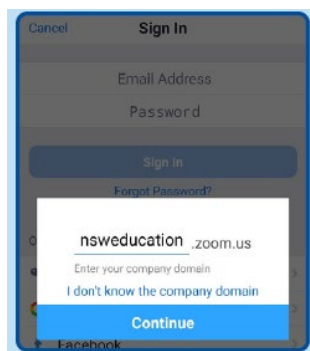 Cancel Sign In
Email Address
Password
Sign In
Forgot Password?
nsweducation .zoom.us
Enter your company domain
I don't know the company domain
Continue
Facebook